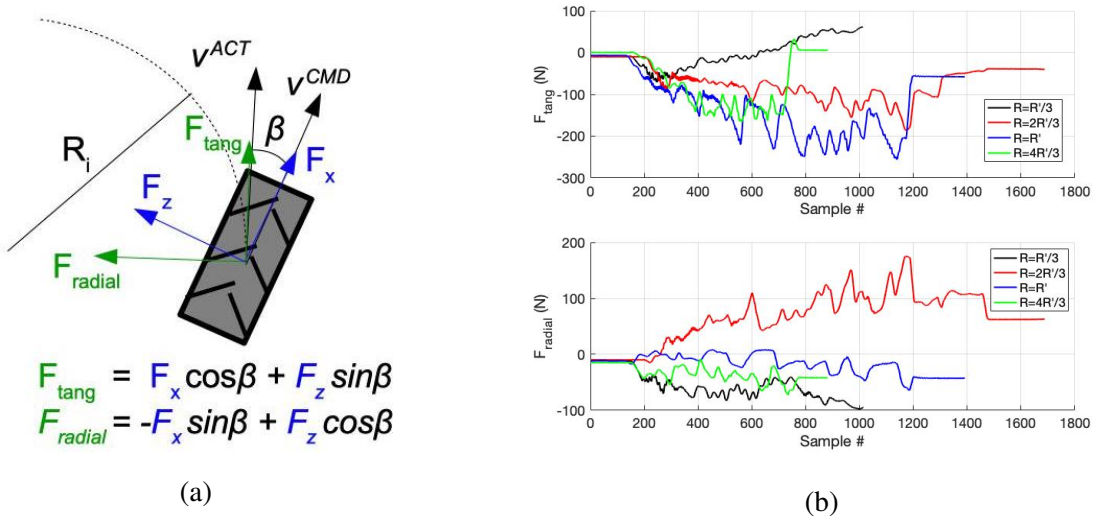 v^ACT
v^CMD
F_tang
β
F_x
R_i
F_z
F_radial
F_tang = F_x cosβ + F_z sinβ
F_radial = -F_x sinβ + F_z cosβ
(a)
100
0
-100
-200
-300
F_tang (N)
R=R'/3
R=2R'/3
R=R'
R=4R'/3
0 200 400 600 800 1000 1200 1400 1600 1800
Sample #
200
100
0
-100
F_radial (N)
R=R'/3
R=2R'/3
R=R'
R=4R'/3
0 200 400 600 800 1000 1200 1400 1600 1800
Sample #
(b)